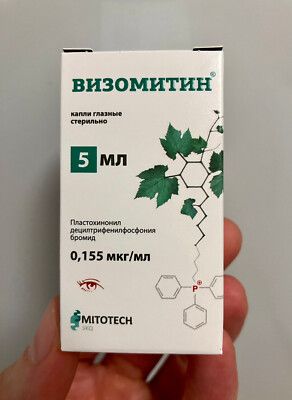 ВИЗОМИТИН®
капли глазные
стерильно
5 МЛ
Пластохинонил
децилтрифенилфосфония
бромид
0,155 мкг/мл
P⊕
MITOTECH